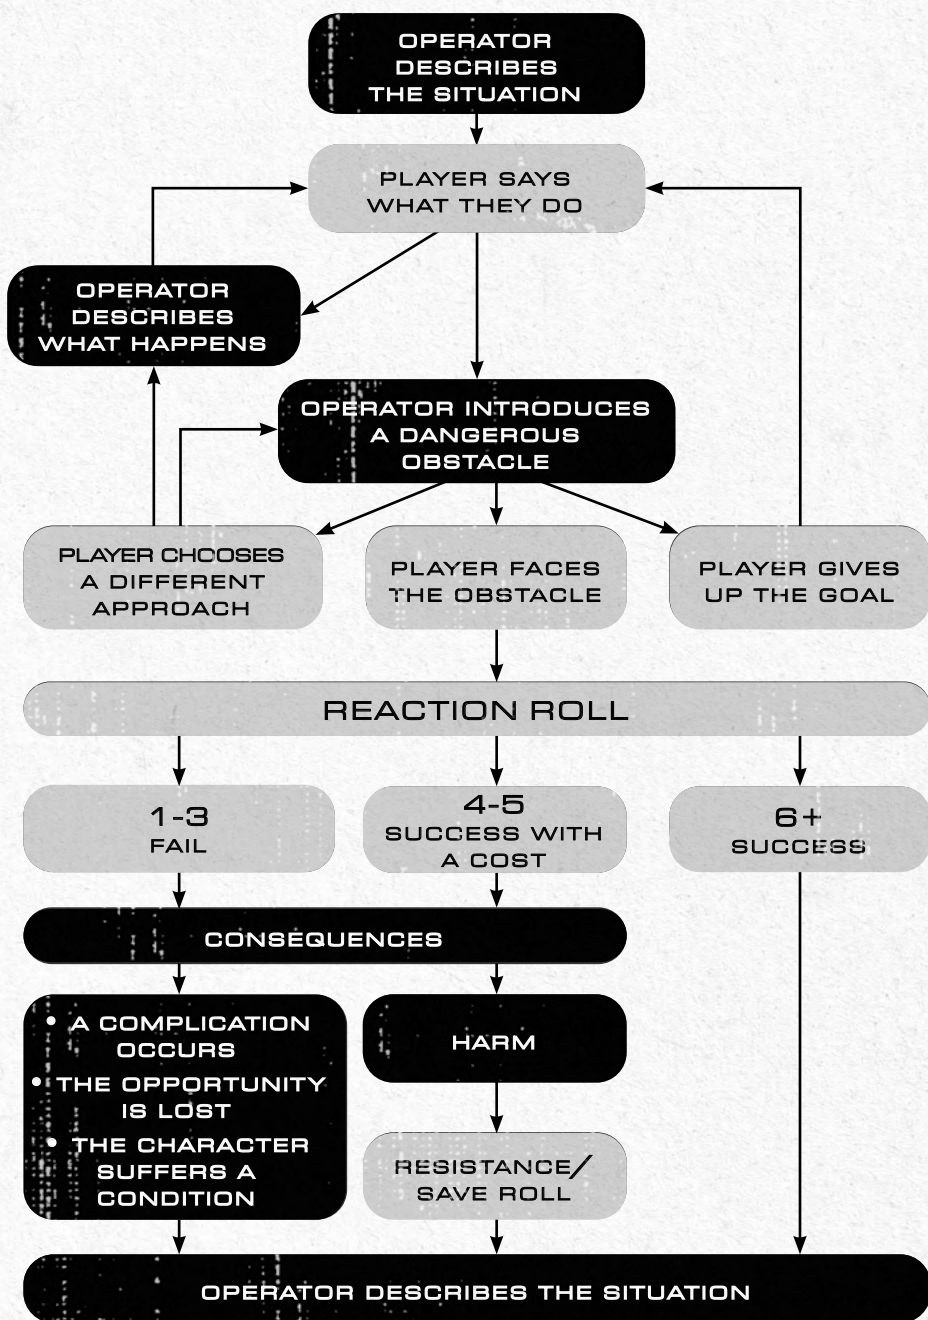 OPERATOR
DESCRIBES
THE SITUATION
PLAYER SAYS
WHAT THEY DO
OPERATOR
DESCRIBES
WHAT HAPPENS
OPERATOR INTRODUCES
A DANGEROUS
OBSTACLE
PLAYER CHOOSES
A DIFFERENT
APPROACH
PLAYER FACES
THE OBSTACLE
PLAYER GIVES
UP THE GOAL
REACTION ROLL
1-3
FAIL
4-5
SUCCESS WITH
A COST
6+
SUCCESS
CONSEQUENCES
• A COMPLICATION
OCCURS
• THE OPPORTUNITY
IS LOST
• THE CHARACTER
SUFFERS A
CONDITION
HARM
RESISTANCE/
SAVE ROLL
OPERATOR DESCRIBES THE SITUATION